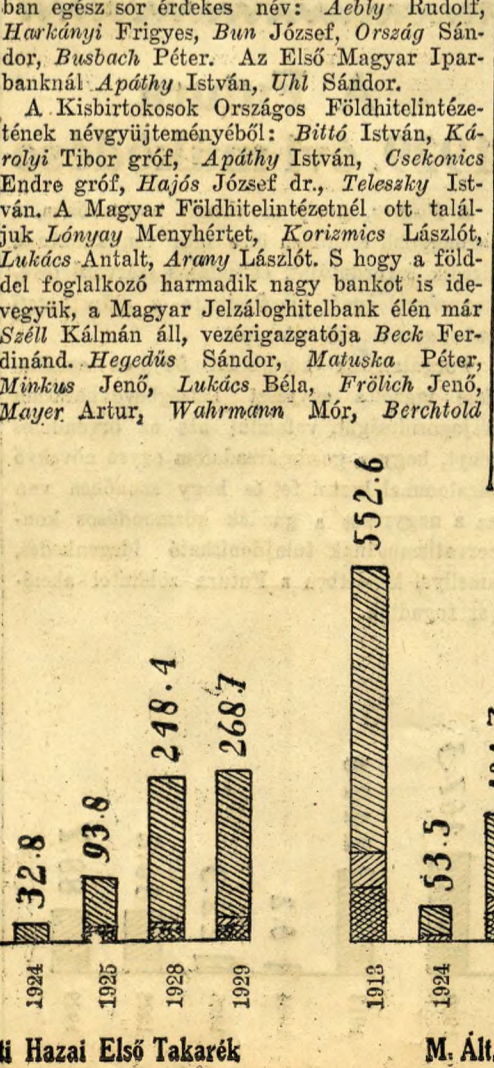 ban egész sor érdekes név: Aebly Rudolf,
Harkányi Frigyes, Bun József, Ország Sán-
dor, Busbach Péter. Az Első Magyar Ipar-
banknál Apáthy István, Uhl Sándor.
A Kisbirtokosok Országos Földhitelintéze-
tének névgyüjteményéből: Bittó István, Ká-
rolyi Tibor gróf, Apáthy István, Csekonics
Endre gróf, Hajós József dr., Teleszky Ist-
ván. A Magyar Földhitelintézetnél ott talál-
juk Lónyay Menyhértet, Korizmics Lászlót,
Lukács Antalt, Arany Lászlót. S hogy a föld-
del foglalkozó harmadik nagy bankot is ide-
vegyük, a Magyar Jelzáloghitelbank élén már
Széll Kálmán áll, vezérigazgatója Beck Fer-
dinánd. Hegedüs Sándor, Matuska Péter,
Minkus Jenő, Lukács Béla, Frölich Jenő,
Mayer Artur, Wahrmann Mór, Berchtold
32.8
93.8
248.4
268.7
552.6
53.5
1924
1925
1928
1929
1913
1924
ti Hazai Első Takarék
M. Ált.